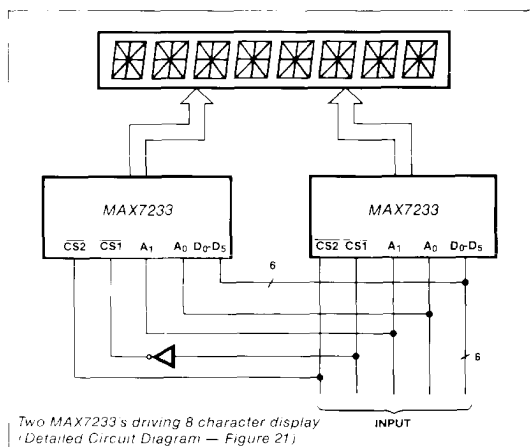 MAX7233 MAX7233
CS2 CS1 A1 A0 D0-D5 CS2 CS1 A1 A0 D0-D5
6
6
INPUT
Two MAX7233's driving 8 character display
(Detailed Circuit Diagram — Figure 21)